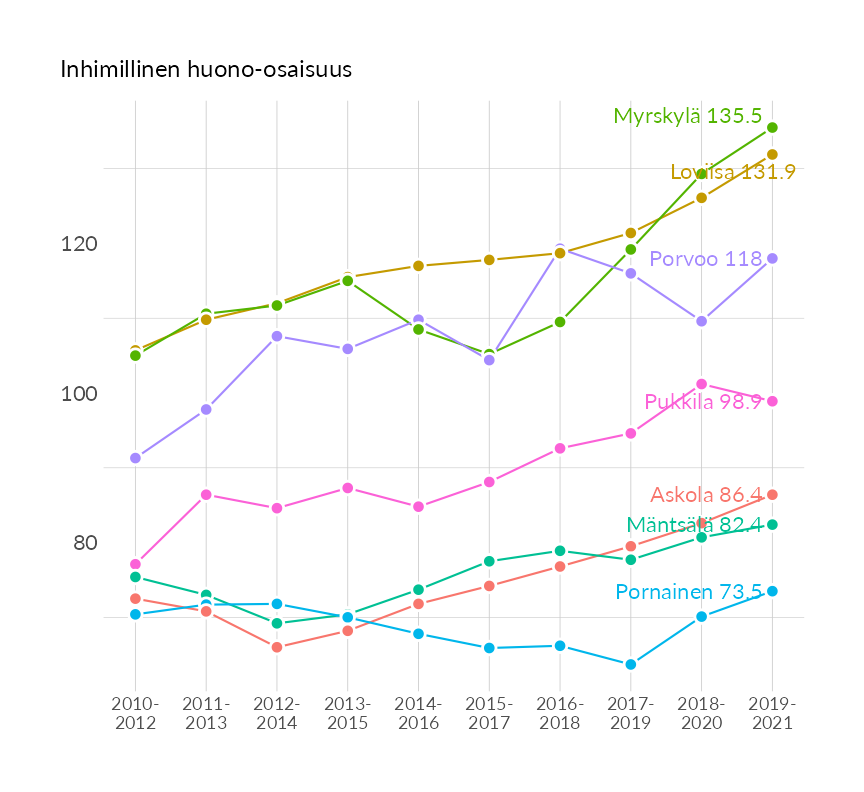 Inhimillinen huono-osaisuus
Myrskylä 135.5
Loviisa 131.9
120
Porvoo 118
100
Pukkila 98.9
Askola 86.4
Mäntsälä 82.4
80
Pornainen 73.5
2010- 2011- 2012- 2013- 2014- 2015- 2016- 2017- 2018- 2019-
2012 2013 2014 2015 2016 2017 2018 2019 2020 2021